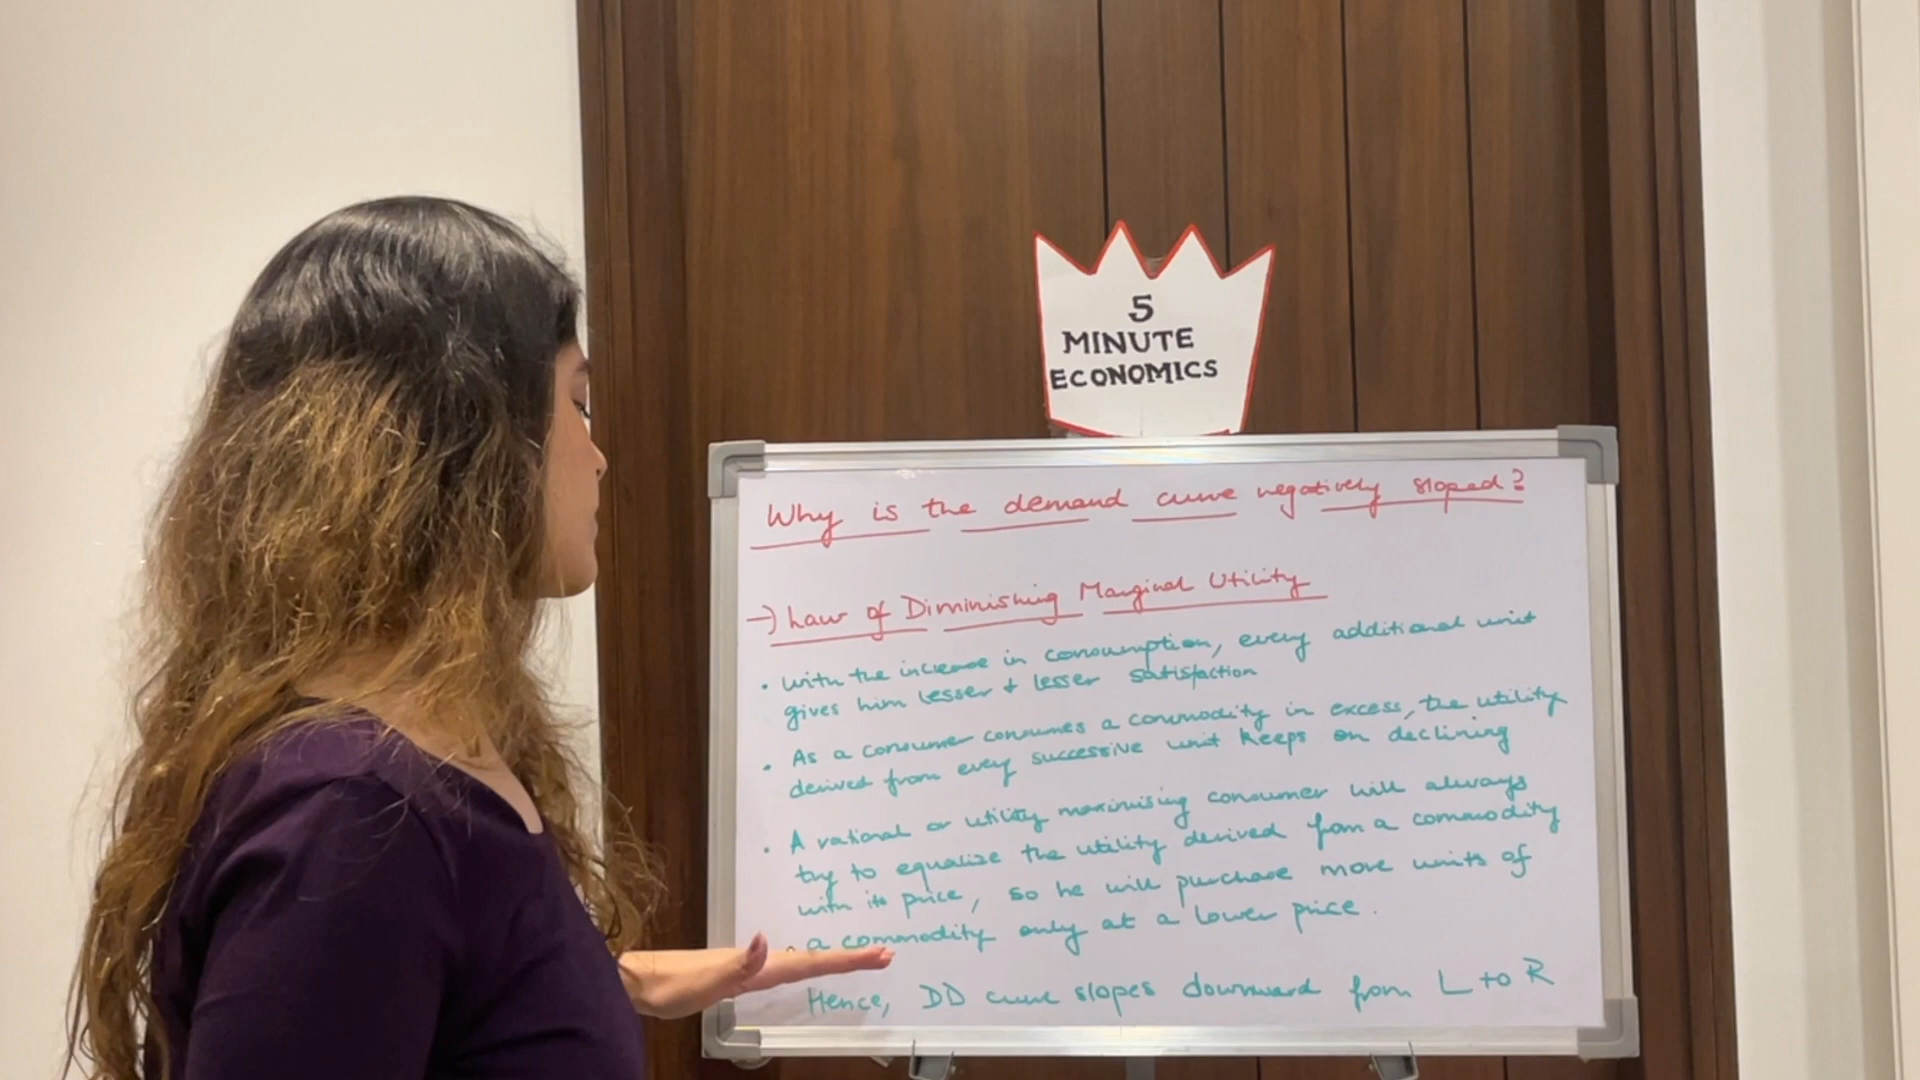 5
MINUTE
ECONOMICS
Why is the demand curve negatively sloped?
→ Law of Diminishing Marginal Utility
• With the increase in consumption, every additional unit
gives him lesser & lesser satisfaction
• As a consumer consumes a commodity in excess, the utility
derived from every successive unit keeps on declining
• A rational or utility maximising consumer will always
try to equalize the utility derived from a commodity
with its price, so he will purchase more units of
a commodity only at a lower price.
Hence, DD curve slopes downward from L to R